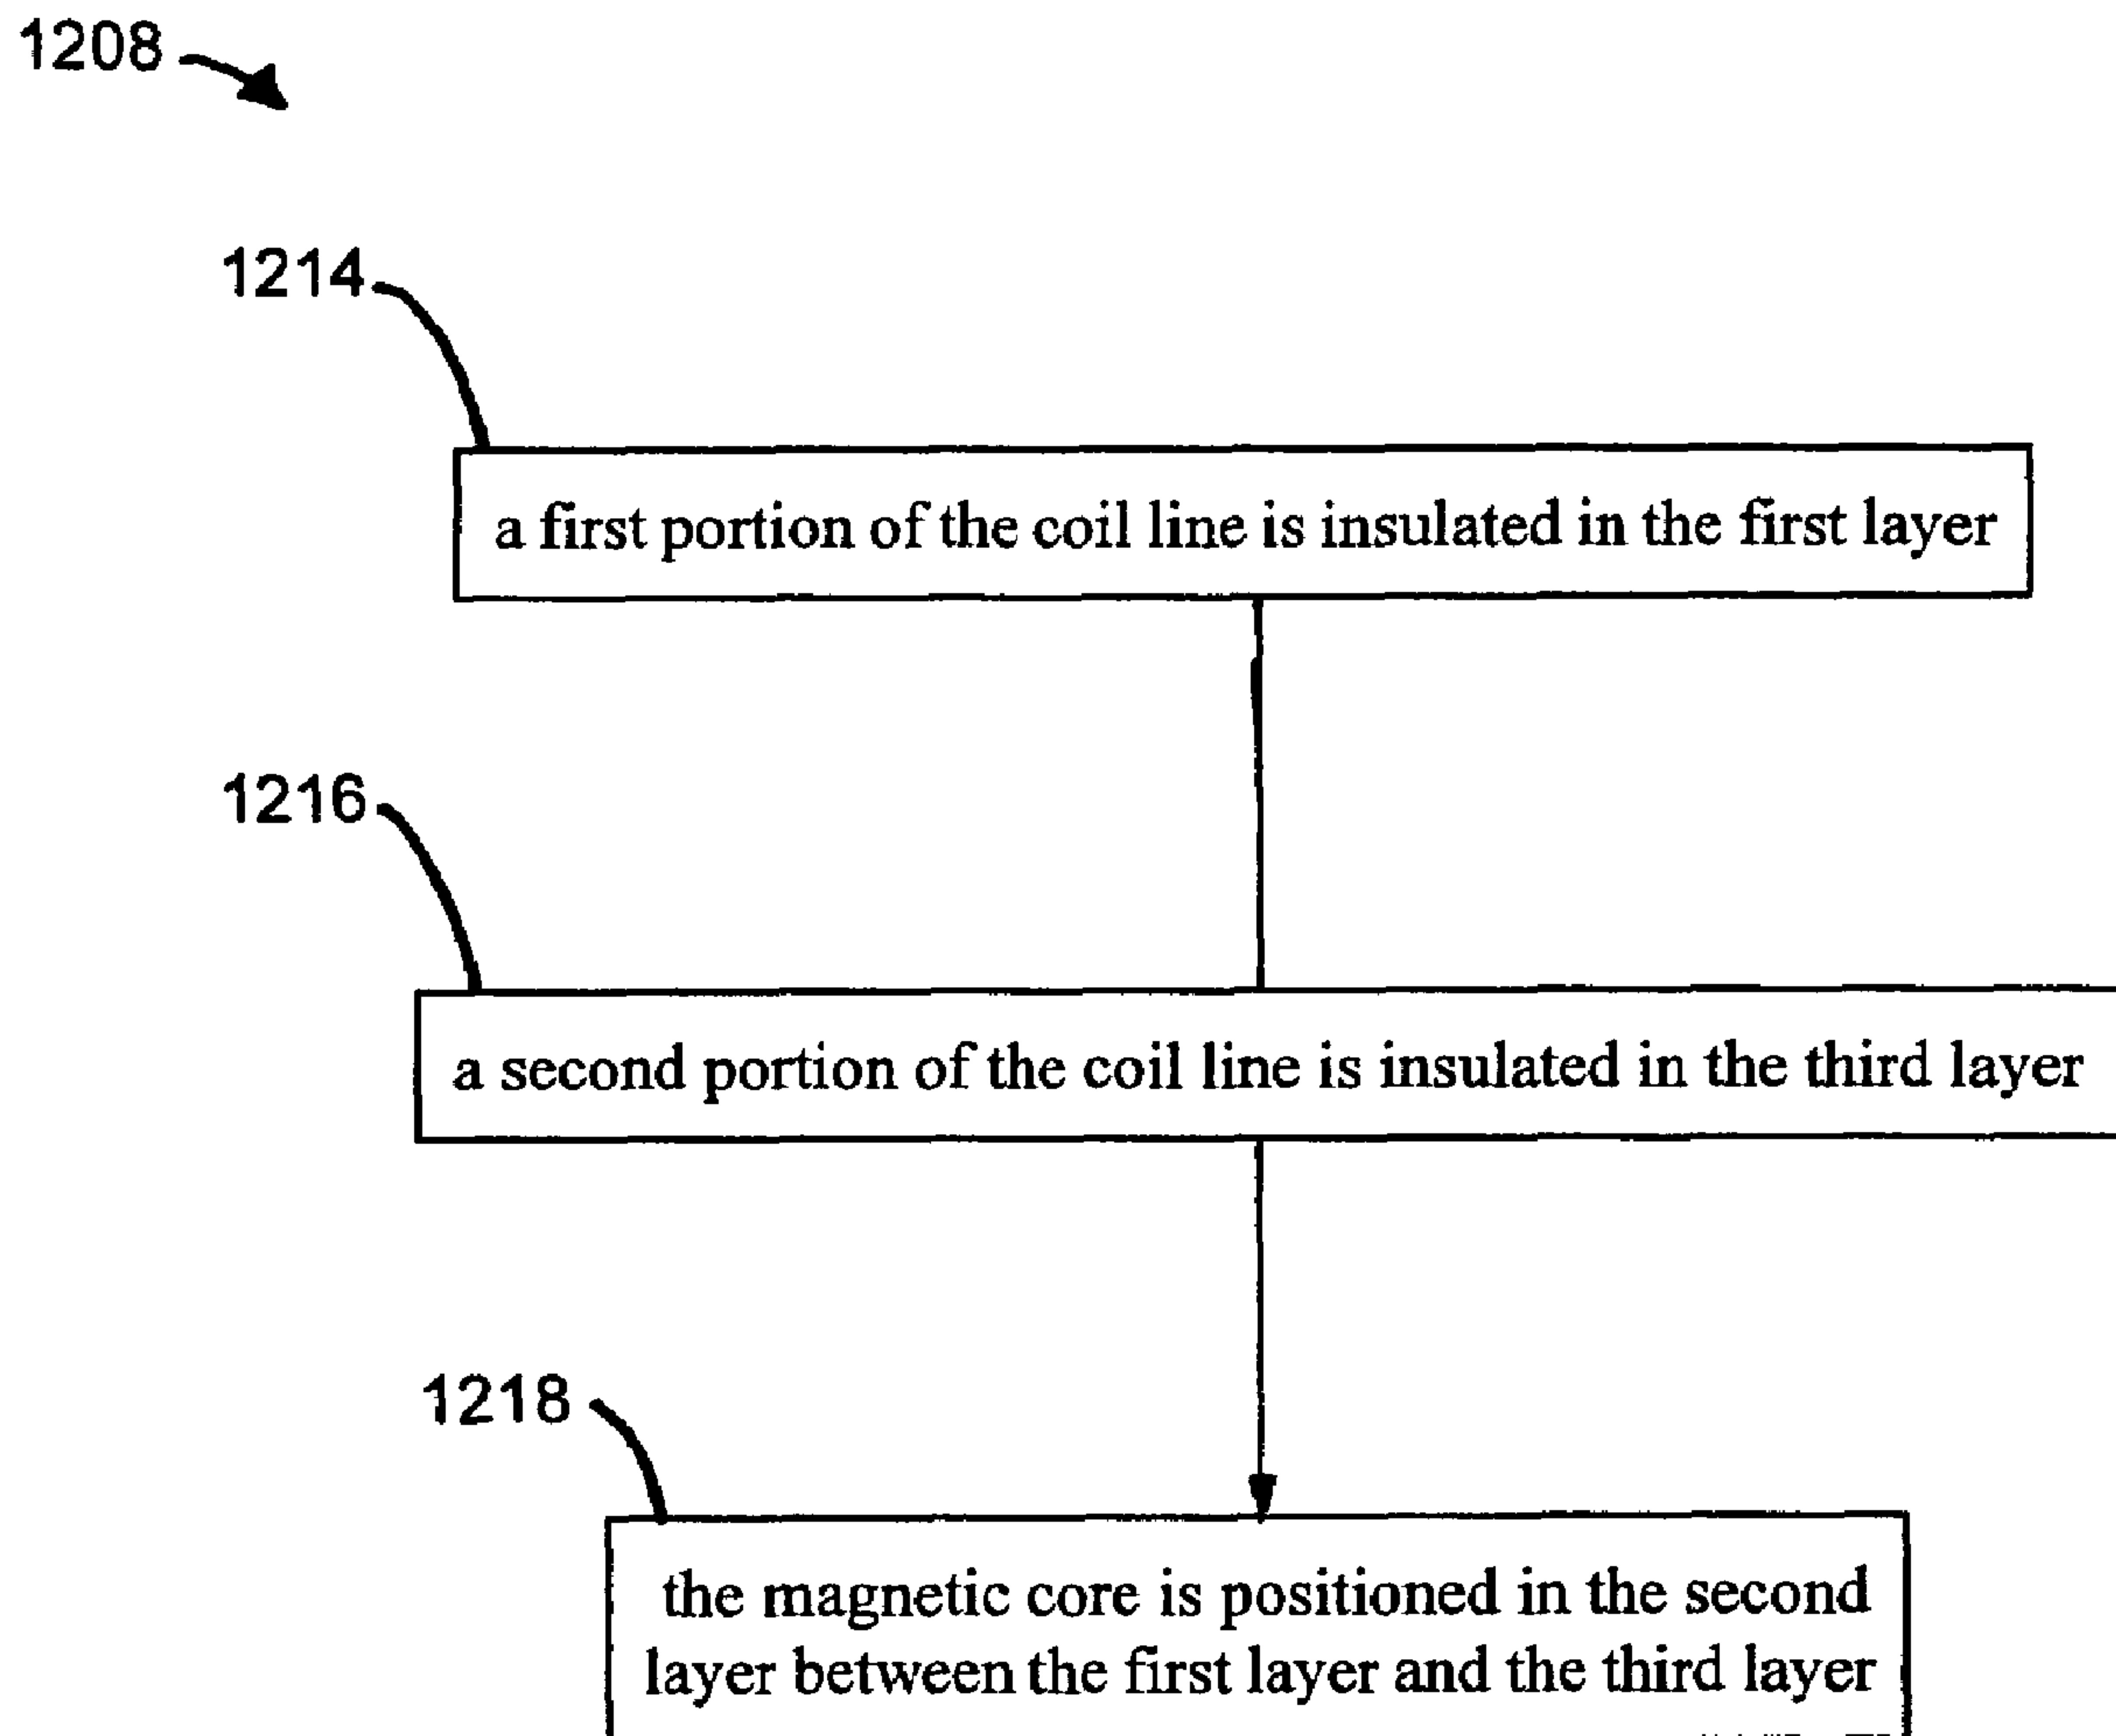 1208
1214
a first portion of the coil line is insulated in the first layer
1216
a second portion of the coil line is insulated in the third layer
1218
the magnetic core is positioned in the second
layer between the first layer and the third layer